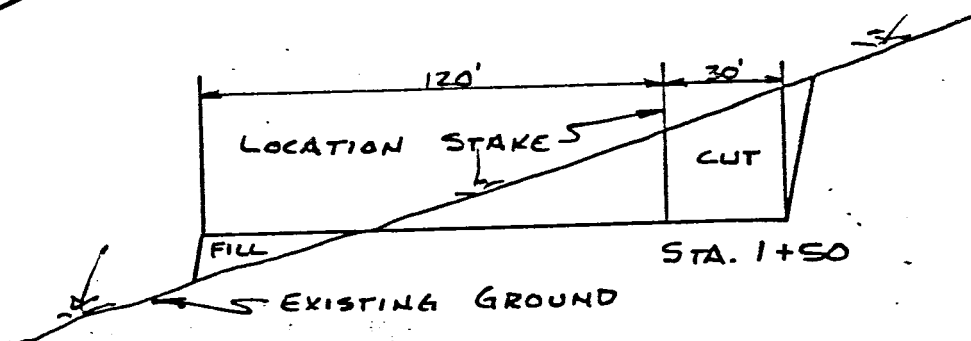 120'
30'
LOCATION STAKE
CUT
FILL
STA. 1+50
EXISTING GROUND